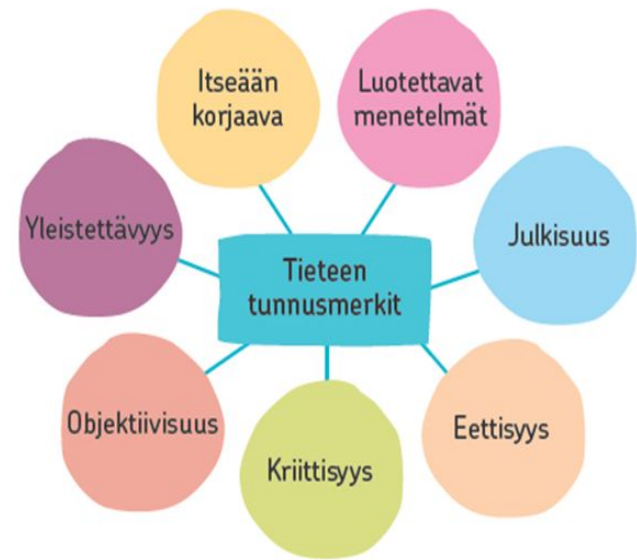 Itseään
korjaava
Luotettavat
menetelmät
Yleistettävyys
Julkisuus
Tieteen
tunnusmerkit
Objektiivisuus
Kriittisyys
Eettisyys